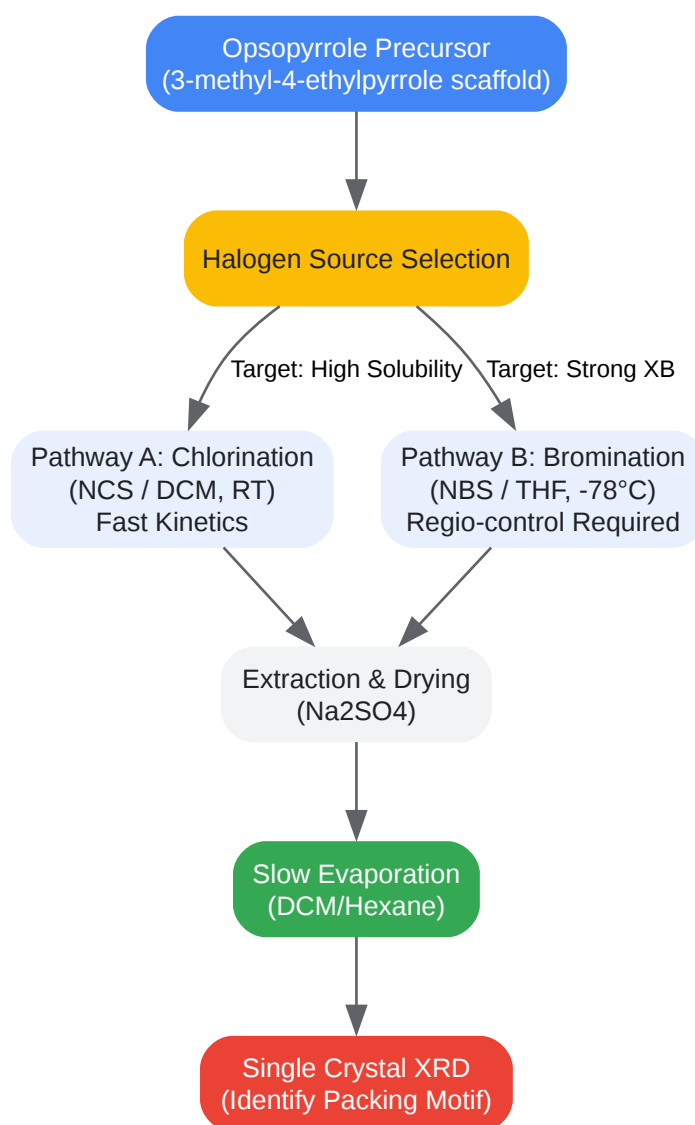 Opsopyrrole Precursor
(3-methyl-4-ethylpyrrole scaffold)
Halogen Source Selection
Target: High Solubility
Target: Strong XB
Pathway A: Chlorination
(NCS / DCM, RT)
Fast Kinetics
Pathway B: Bromination
(NBS / THF, -78°C)
Regio-control Required
Extraction & Drying
(Na2SO4)
Slow Evaporation
(DCM/Hexane)
Single Crystal XRD
(Identify Packing Motif)